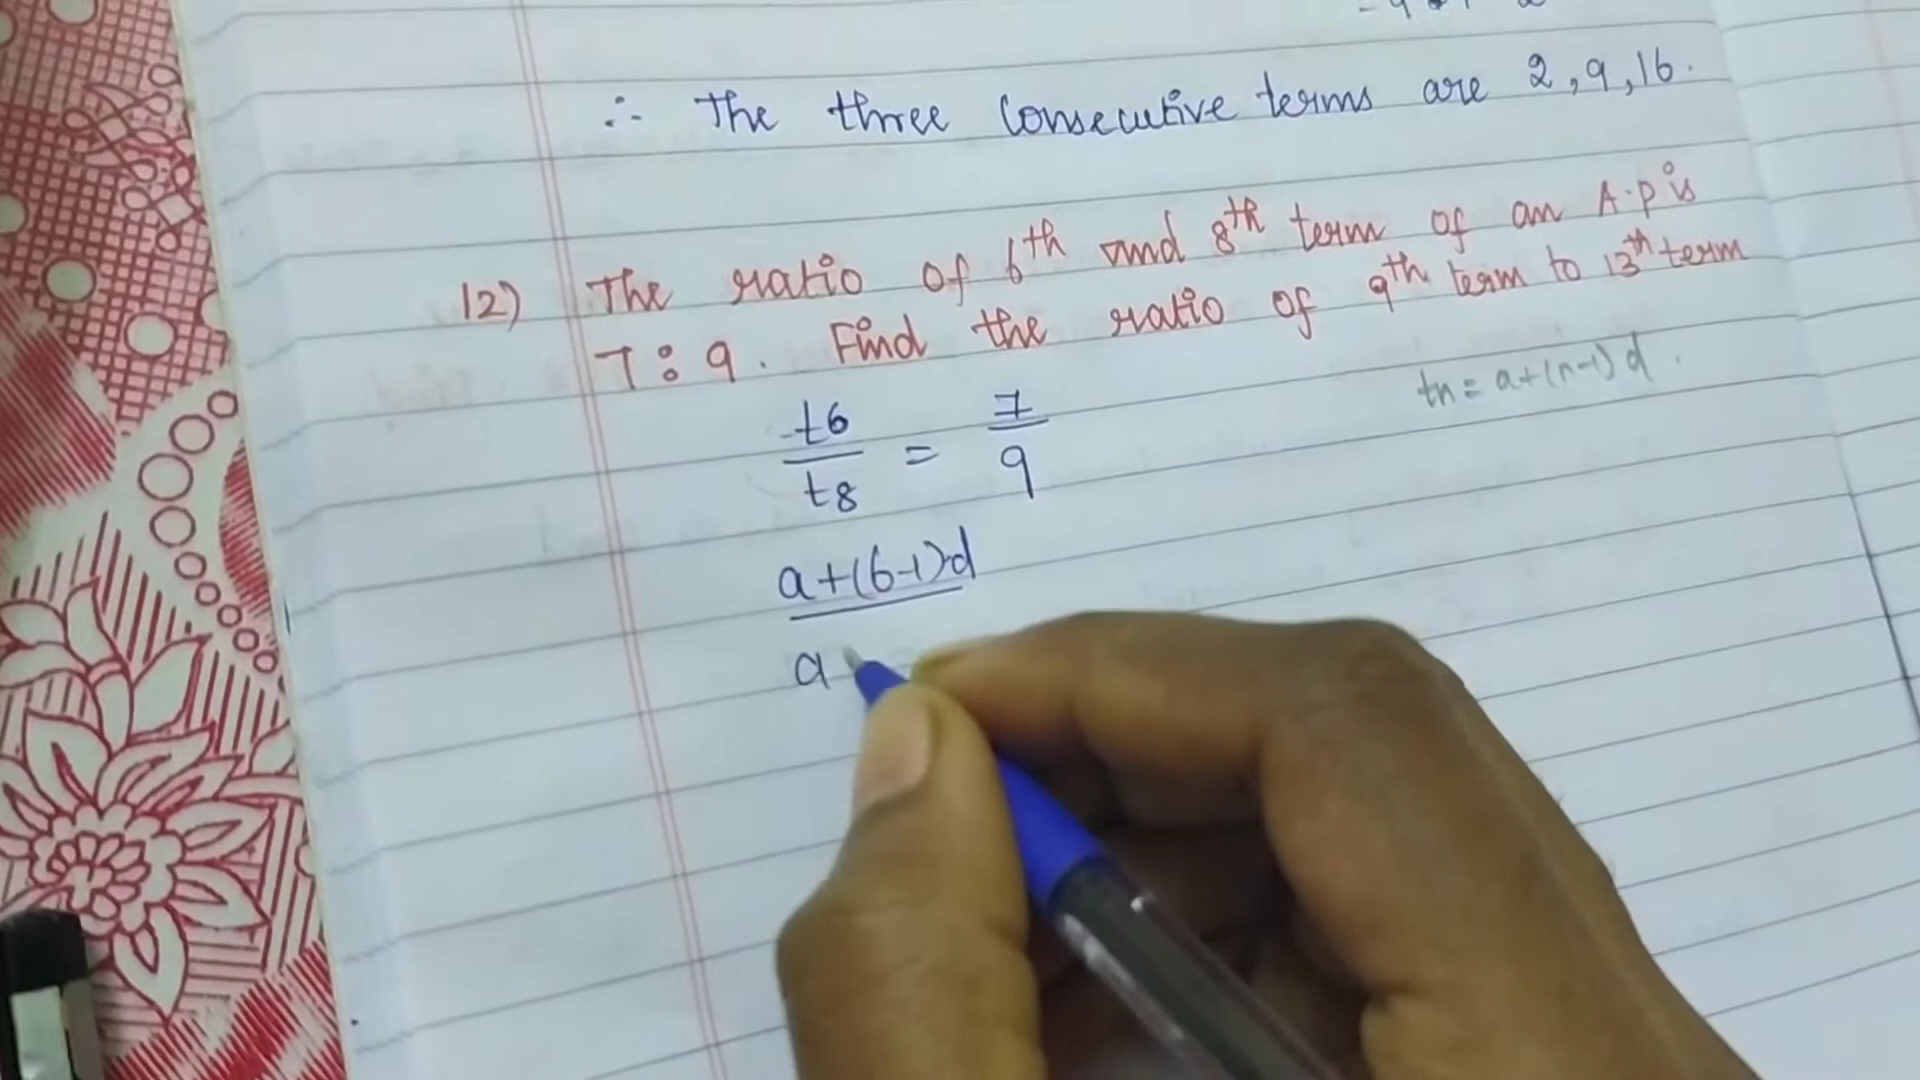 ∴ The three consecutive terms are 2, 9, 16.
12) The ratio of 6th and 8th term of an A.P is
7 : 9. Find the ratio of 9th term to 13th term
tn = a+(n-1)d.
t6/t8 = 7/9
a+(6-1)d
a